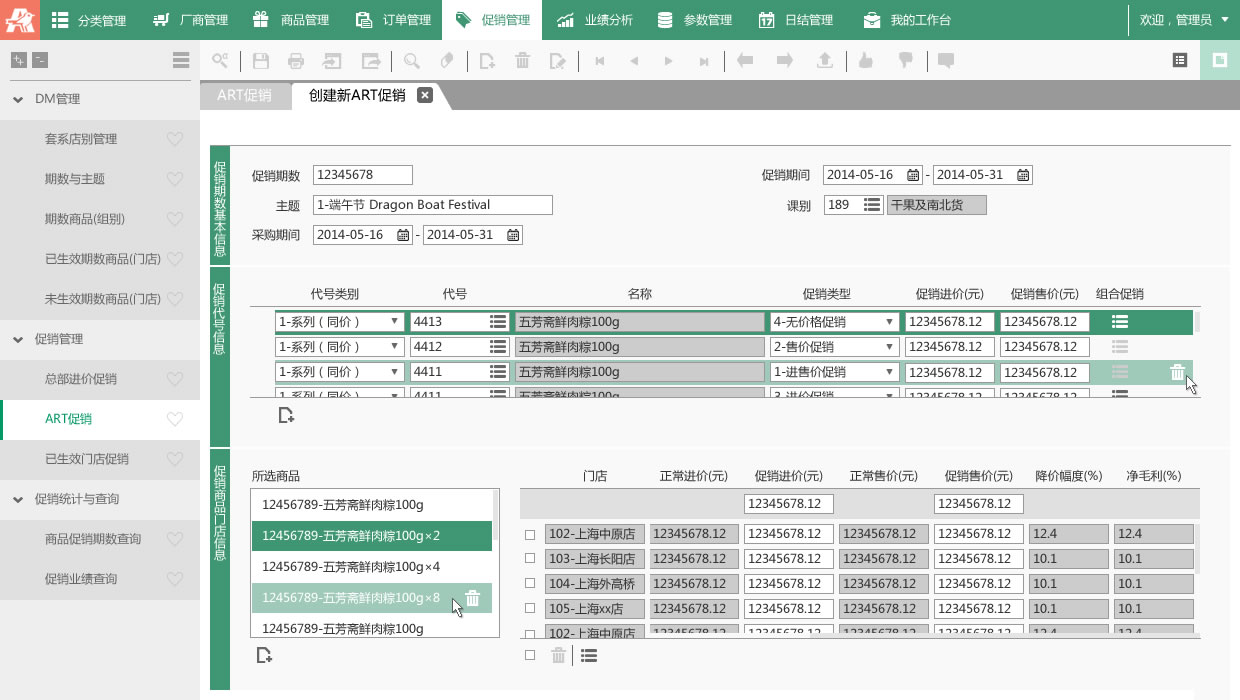 分类管理 厂商管理 商品管理 订单管理 促销管理 业绩分析 参数管理 日结管理 我的工作台 欢迎，管理员
ART促销 创建新ART促销
DM管理
套系店别管理
期数与主题
期数商品(组别)
已生效期数商品(门店)
未生效期数商品(门店)
促销管理
总部进价促销
ART促销
已生效门店促销
促销统计与查询
商品促销期数查询
促销业绩查询
促销期数基本信息
促销期数 12345678 促销期间 2014-05-16 - 2014-05-31
主题 1-端午节 Dragon Boat Festival 课别 189 干果及南北货
采购期间 2014-05-16 - 2014-05-31
促销代号信息
代号类别 代号 名称 促销类型 促销进价(元) 促销售价(元) 组合促销
1-系列（同价） 4413 五芳斋鲜肉粽100g 4-无价格促销 12345678.12 12345678.12
1-系列（同价） 4412 五芳斋鲜肉粽100g 2-售价促销 12345678.12 12345678.12
1-系列（同价） 4411 五芳斋鲜肉粽100g 1-进售价促销 12345678.12 12345678.12
1-系列（同价） 4411 五芳斋鲜肉粽100g 3-进价促销 12345678.12 12345678.12
促销商品门店信息
所选商品
12456789-五芳斋鲜肉粽100g
12456789-五芳斋鲜肉粽100g×2
12456789-五芳斋鲜肉粽100g×4
12456789-五芳斋鲜肉粽100g×8
12456789-五芳斋鲜肉粽100g
门店 正常进价(元) 促销进价(元) 正常售价(元) 促销售价(元) 降价幅度(%) 净毛利(%)
12345678.12 12345678.12
102-上海中原店 12345678.12 12345678.12 12345678.12 12345678.12 12.4 12.4
103-上海长阳店 12345678.12 12345678.12 12345678.12 12345678.12 10.1 10.1
104-上海外高桥 12345678.12 12345678.12 12345678.12 12345678.12 10.1 10.1
105-上海xx店 12345678.12 12345678.12 12345678.12 12345678.12 10.1 10.1
102-上海中原店 12345678.12 12345678.12 12345678.12 12345678.12 12.4 12.4